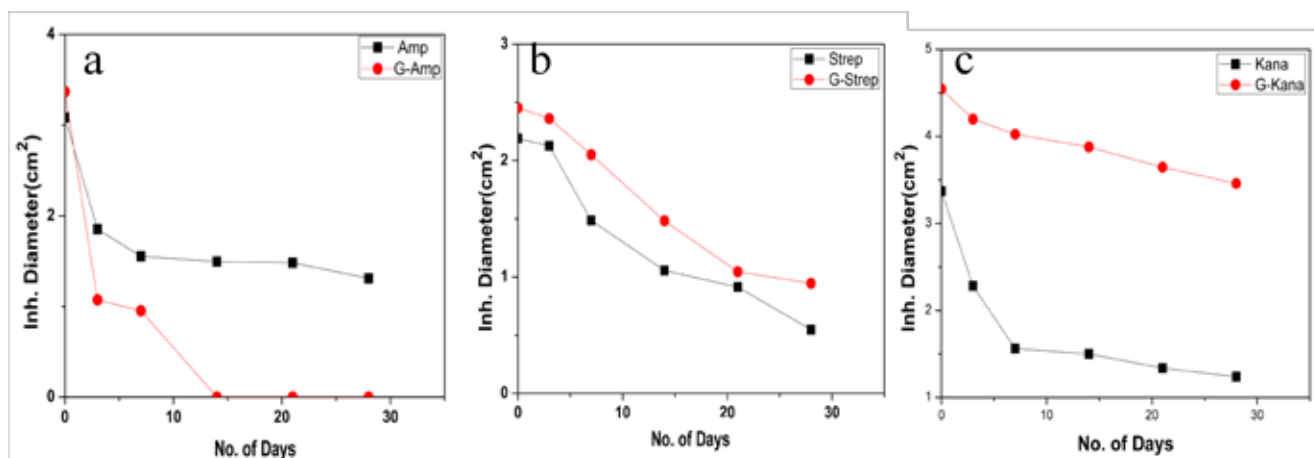 a
Amp
G-Amp
4
2
0
0
10
20
30
Inh. Diameter(cm²)
No. of Days
b
Strep
G-Strep
3
2
1
0
0
10
20
30
Inh. Diameter(cm²)
No. of Days
c
Kana
G-Kana
5
4
3
2
1
0
10
20
30
Inh. Diameter(cm²)
No. of Days